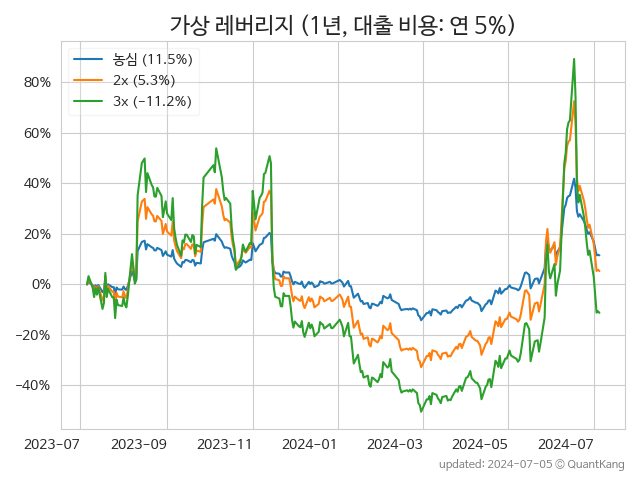 가상 레버리지 (1년, 대출 비용: 연 5%)
농심 (11.5%)
2x (5.3%)
3x (−11.2%)
80%
60%
40%
20%
0%
−20%
−40%
2023-07
2023-09
2023-11
2024-01
2024-03
2024-05
2024-07
updated: 2024-07-05 © QuantKang